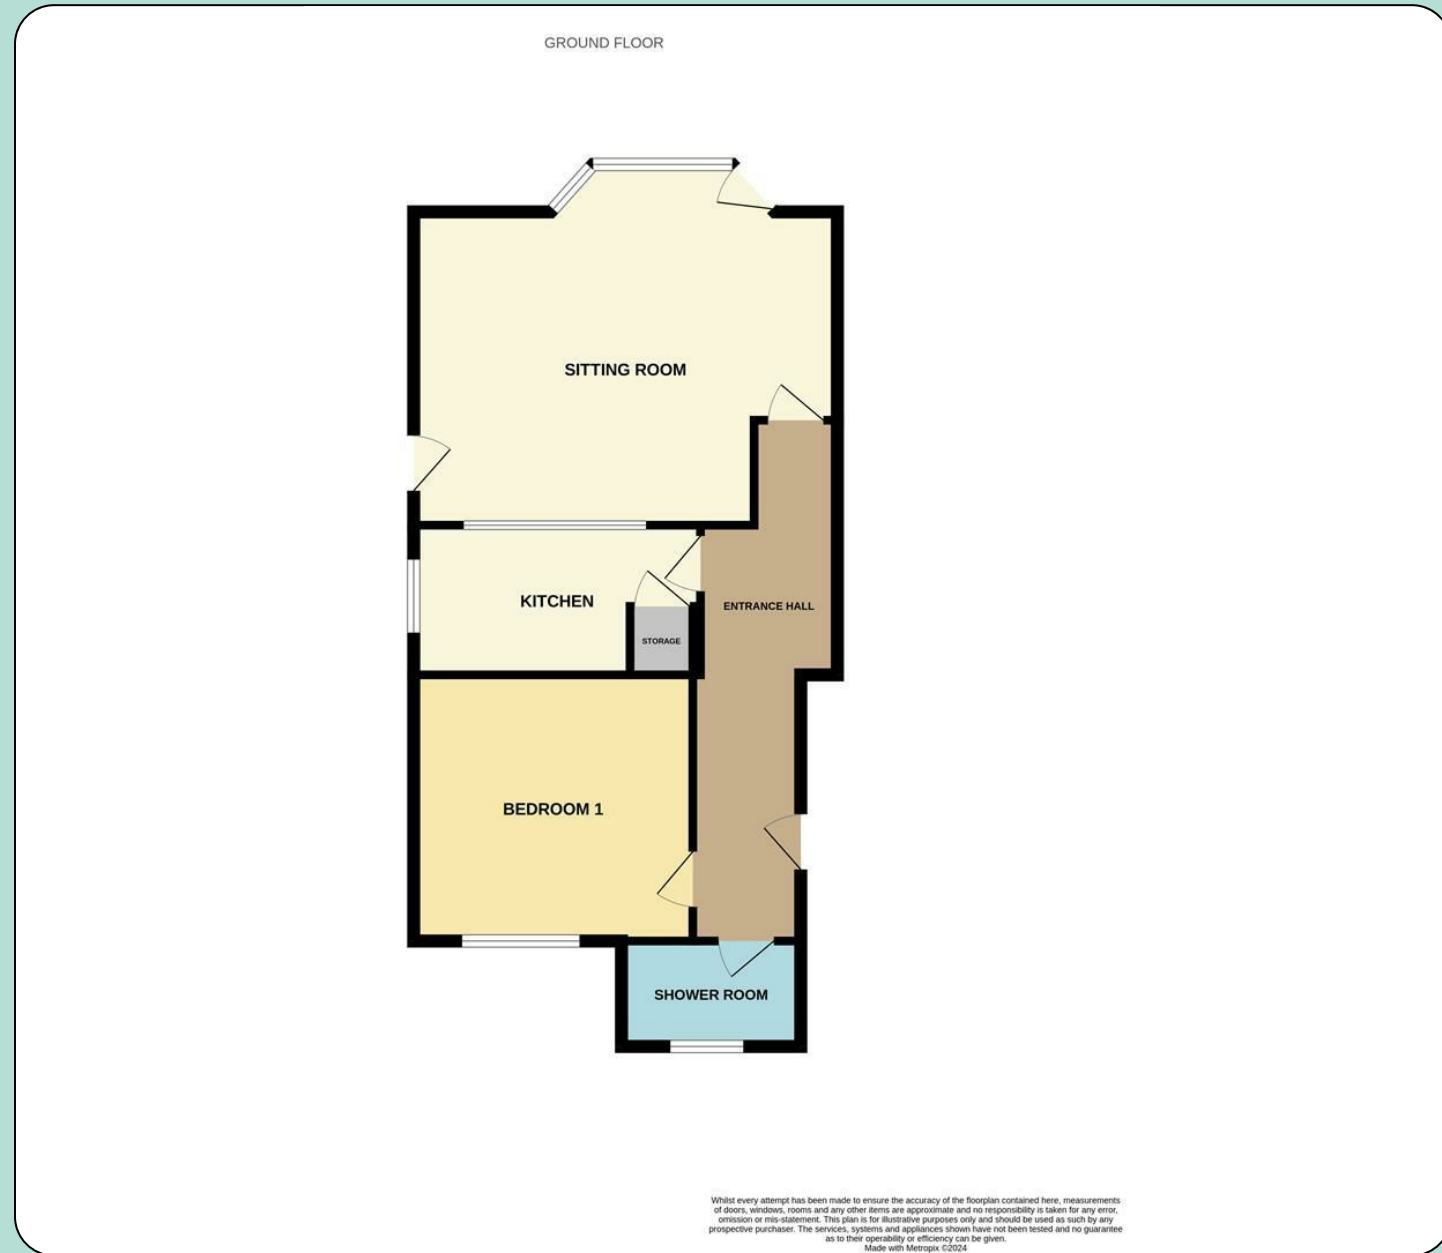 GROUND FLOOR
SITTING ROOM
KITCHEN
ENTRANCE HALL
STORAGE
BEDROOM 1
SHOWER ROOM
Whilst every attempt has been made to ensure the accuracy of the floorplan contained here, measurements
of doors, windows, rooms and any other items are approximate and no responsibility is taken for any error,
omission or mis-statement. This plan is for illustrative purposes only and should be used as such by any
prospective purchaser. The services, systems and appliances shown have not been tested and no guarantee
as to their operability or efficiency can be given.
Made with Metropix ©2024